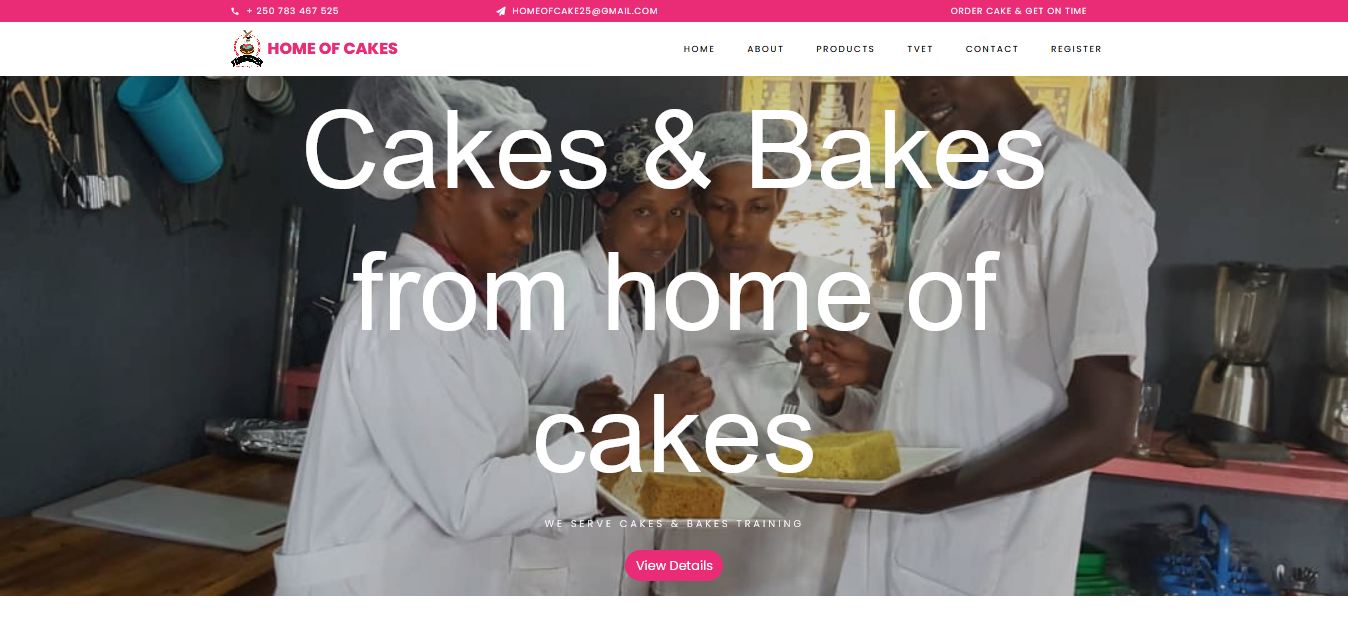 + 250 783 467 525
HOMEOFCAKE25@GMAIL.COM
ORDER CAKE & GET ON TIME
HOME OF CAKES
HOME
ABOUT
PRODUCTS
TVET
CONTACT
REGISTER
Cakes & Bakes
from home of
cakes
WE SERVE CAKES & BAKES TRAINING
View Details